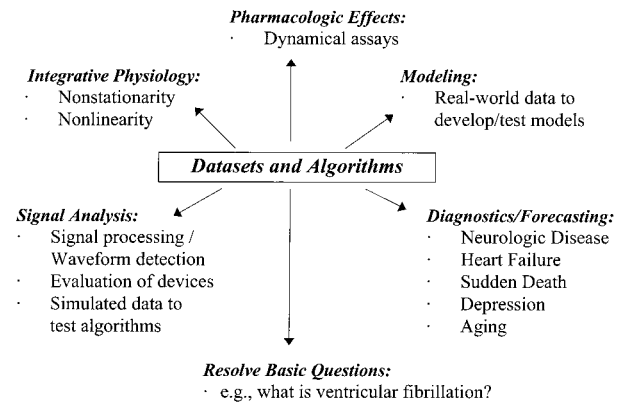 Pharmacologic Effects:
· Dynamical assays
Integrative Physiology:
· Nonstationarity
· Nonlinearity
Modeling:
· Real-world data to
develop/test models
Datasets and Algorithms
Signal Analysis:
· Signal processing /
Waveform detection
· Evaluation of devices
· Simulated data to
test algorithms
Diagnostics/Forecasting:
· Neurologic Disease
· Heart Failure
· Sudden Death
· Depression
· Aging
Resolve Basic Questions:
· e.g., what is ventricular fibrillation?